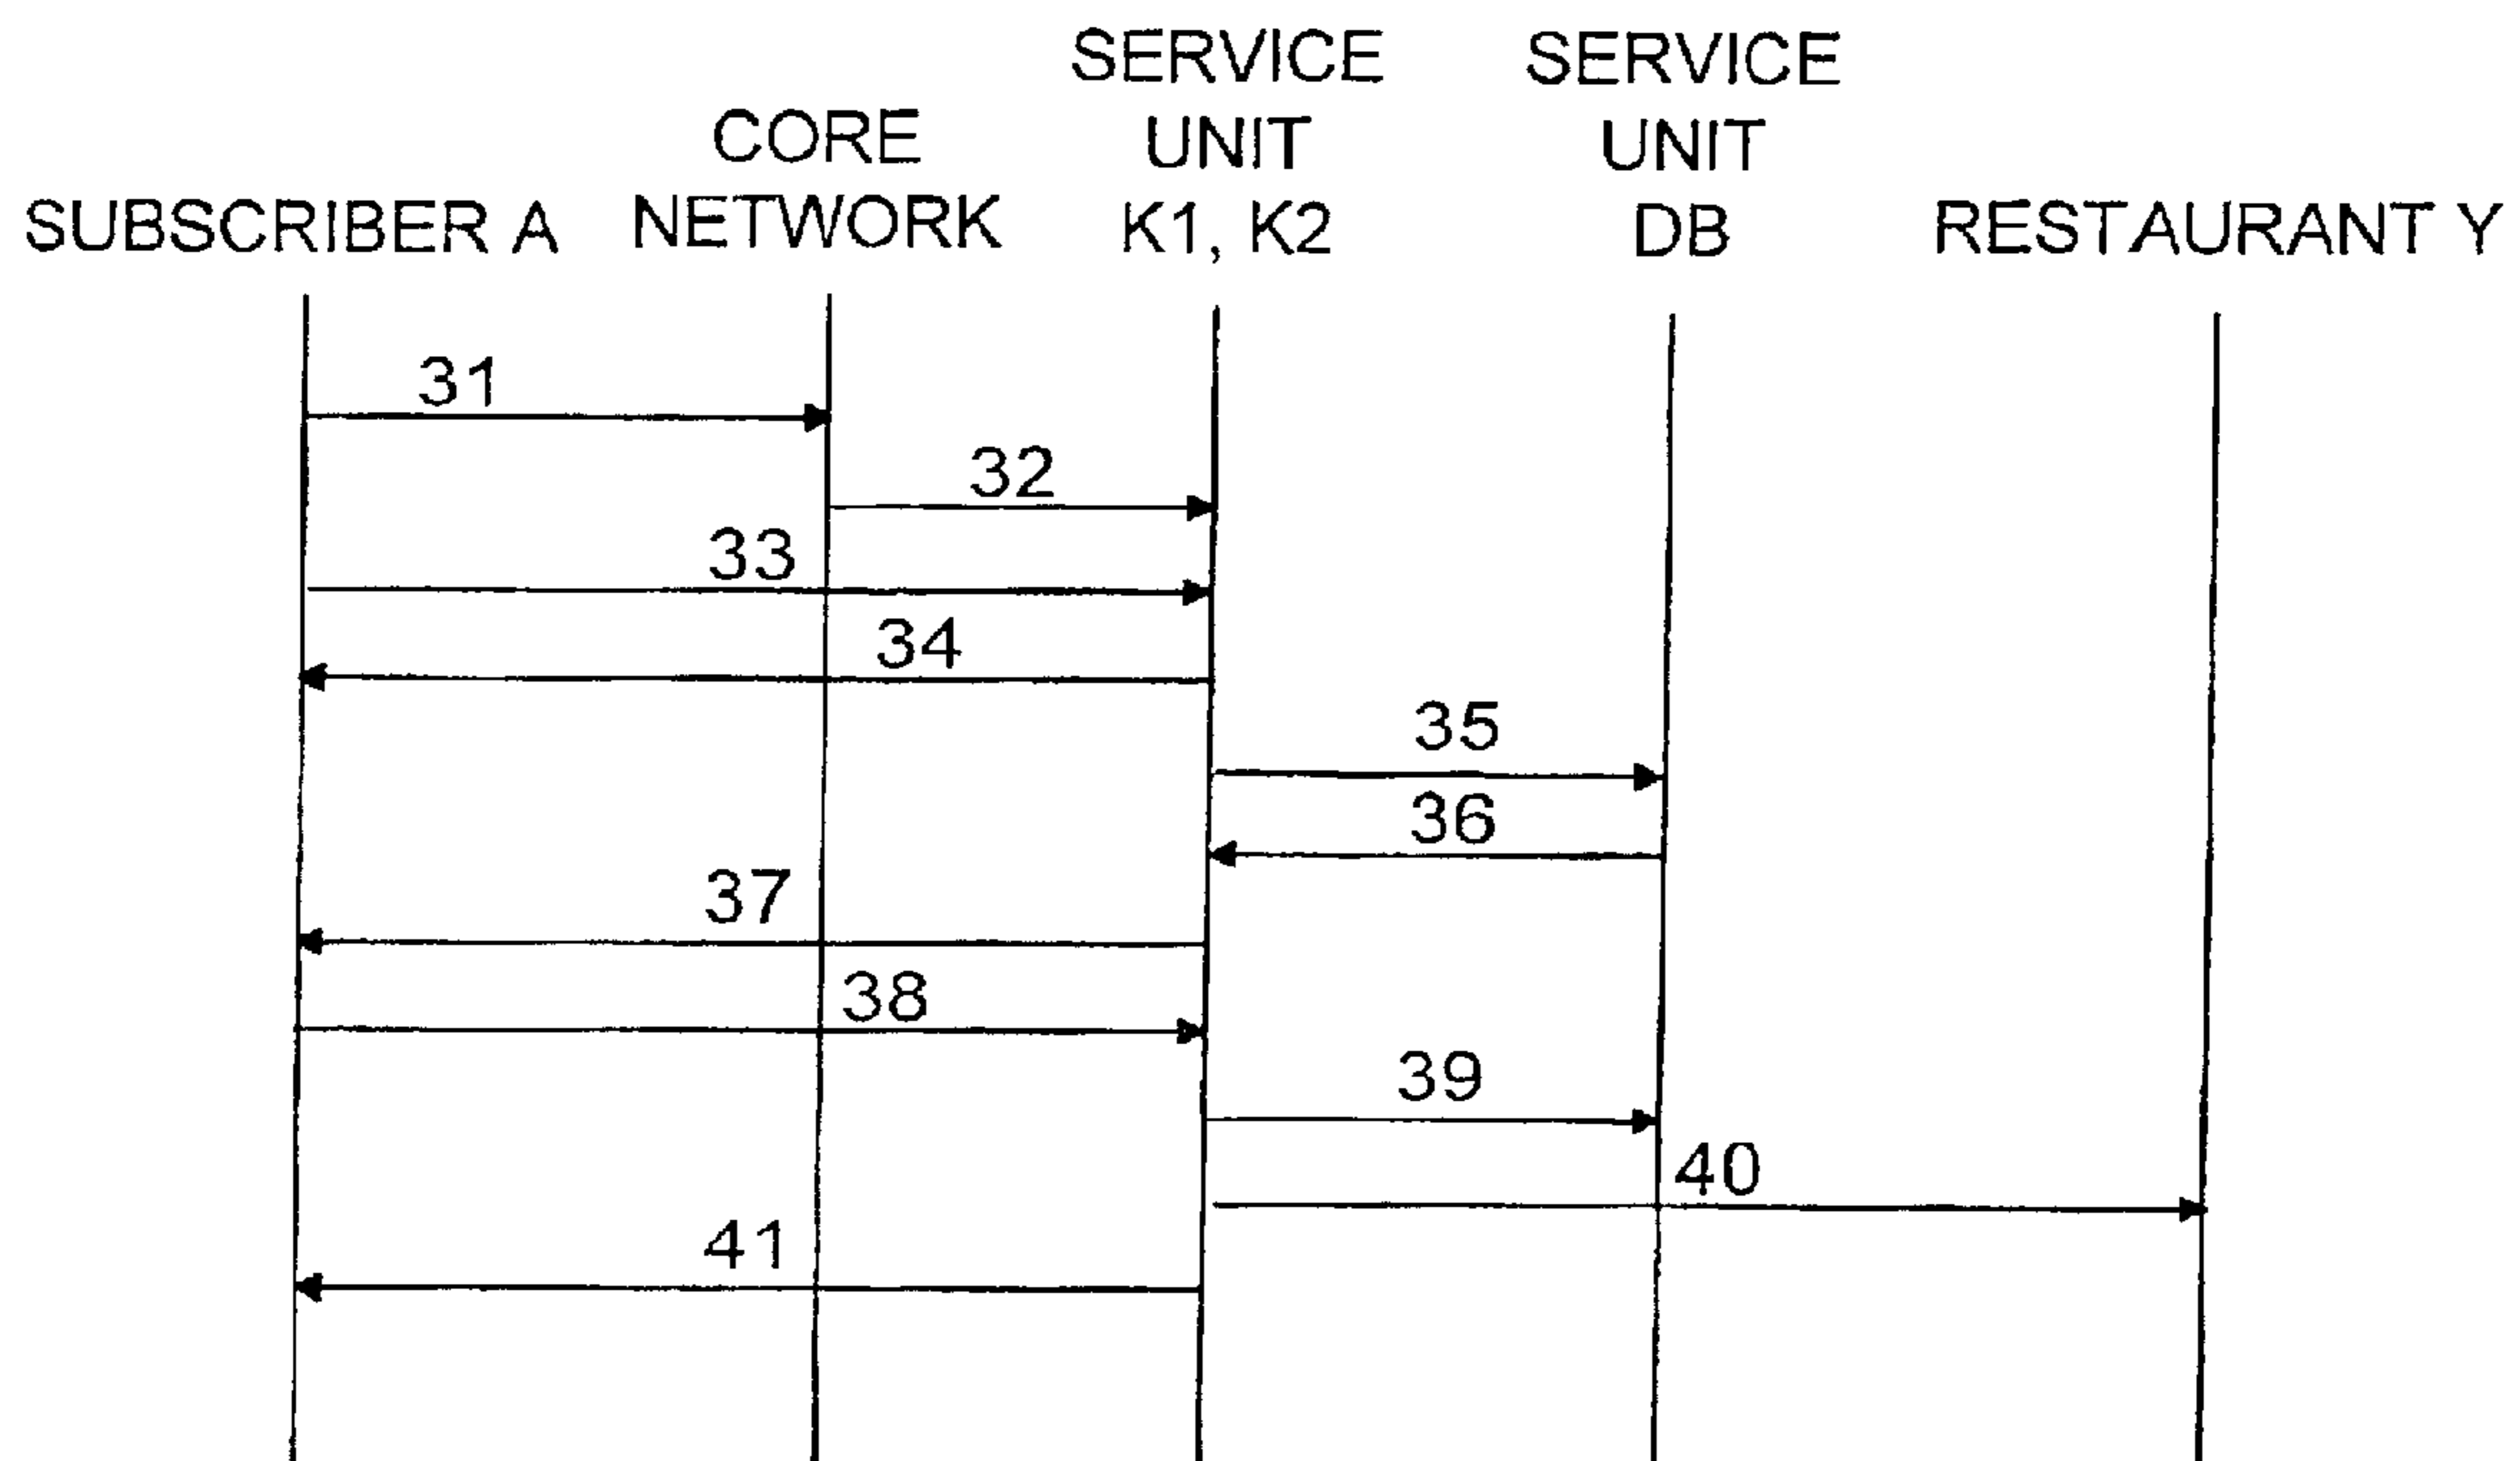 SUBSCRIBER A
CORE
NETWORK
SERVICE
UNIT
K1, K2
SERVICE
UNIT
DB
RESTAURANT Y
31
32
33
34
35
36
37
38
39
40
41